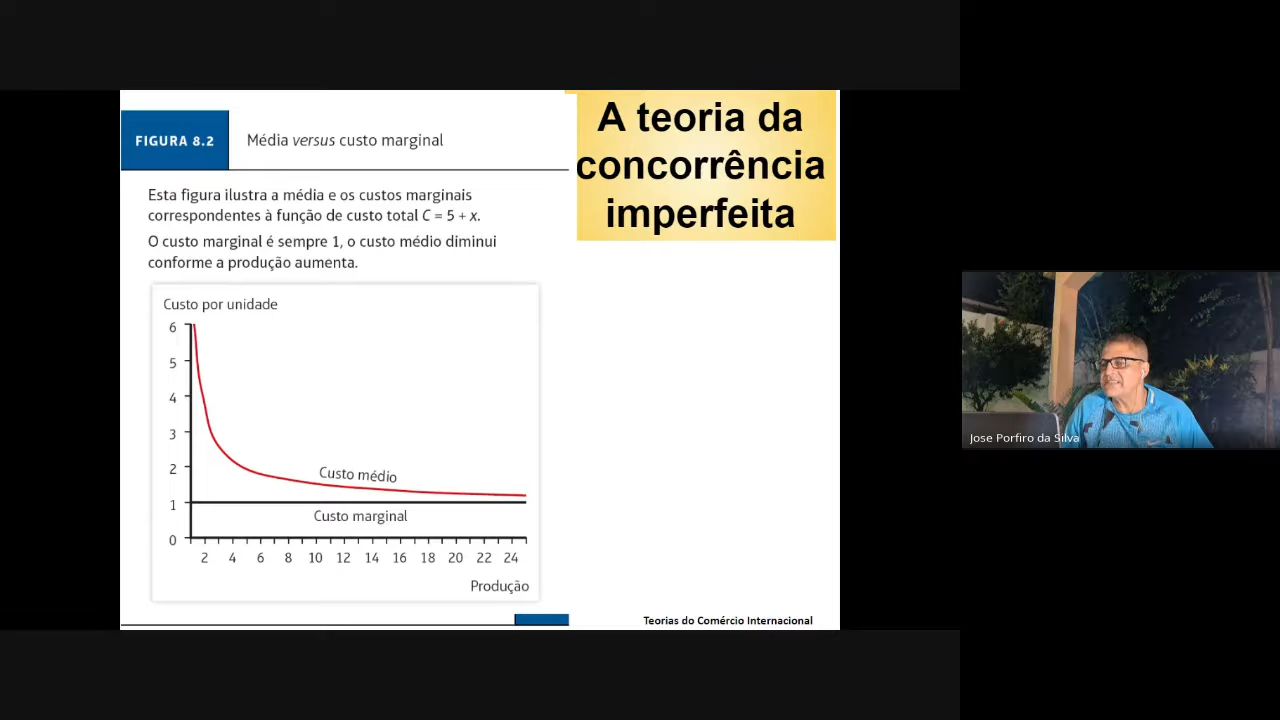 A teoria da
concorrência
imperfeita
FIGURA 8.2
Média versus custo marginal
Esta figura ilustra a média e os custos marginais
correspondentes à função de custo total C = 5 + x.
O custo marginal é sempre 1, o custo médio diminui
conforme a produção aumenta.
Custo por unidade
6
5
4
3
2
1
0
Custo médio
Custo marginal
2 4 6 8 10 12 14 16 18 20 22 24
Produção
Teorias do Comércio Internacional
Jose Porfiro da Silva